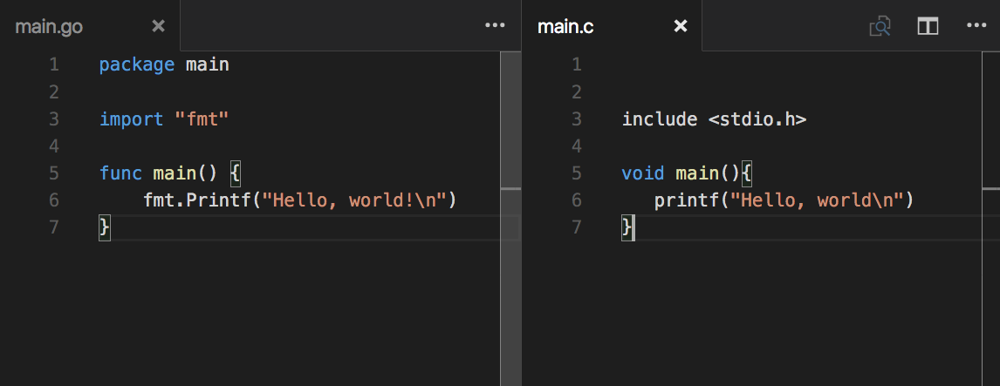 main.go
1 package main
2
3 import "fmt"
4
5 func main() {
6     fmt.Printf("Hello, world!\n")
7 }
main.c
1
2
3 include <stdio.h>
4
5 void main(){
6    printf("Hello, world\n")
7 }